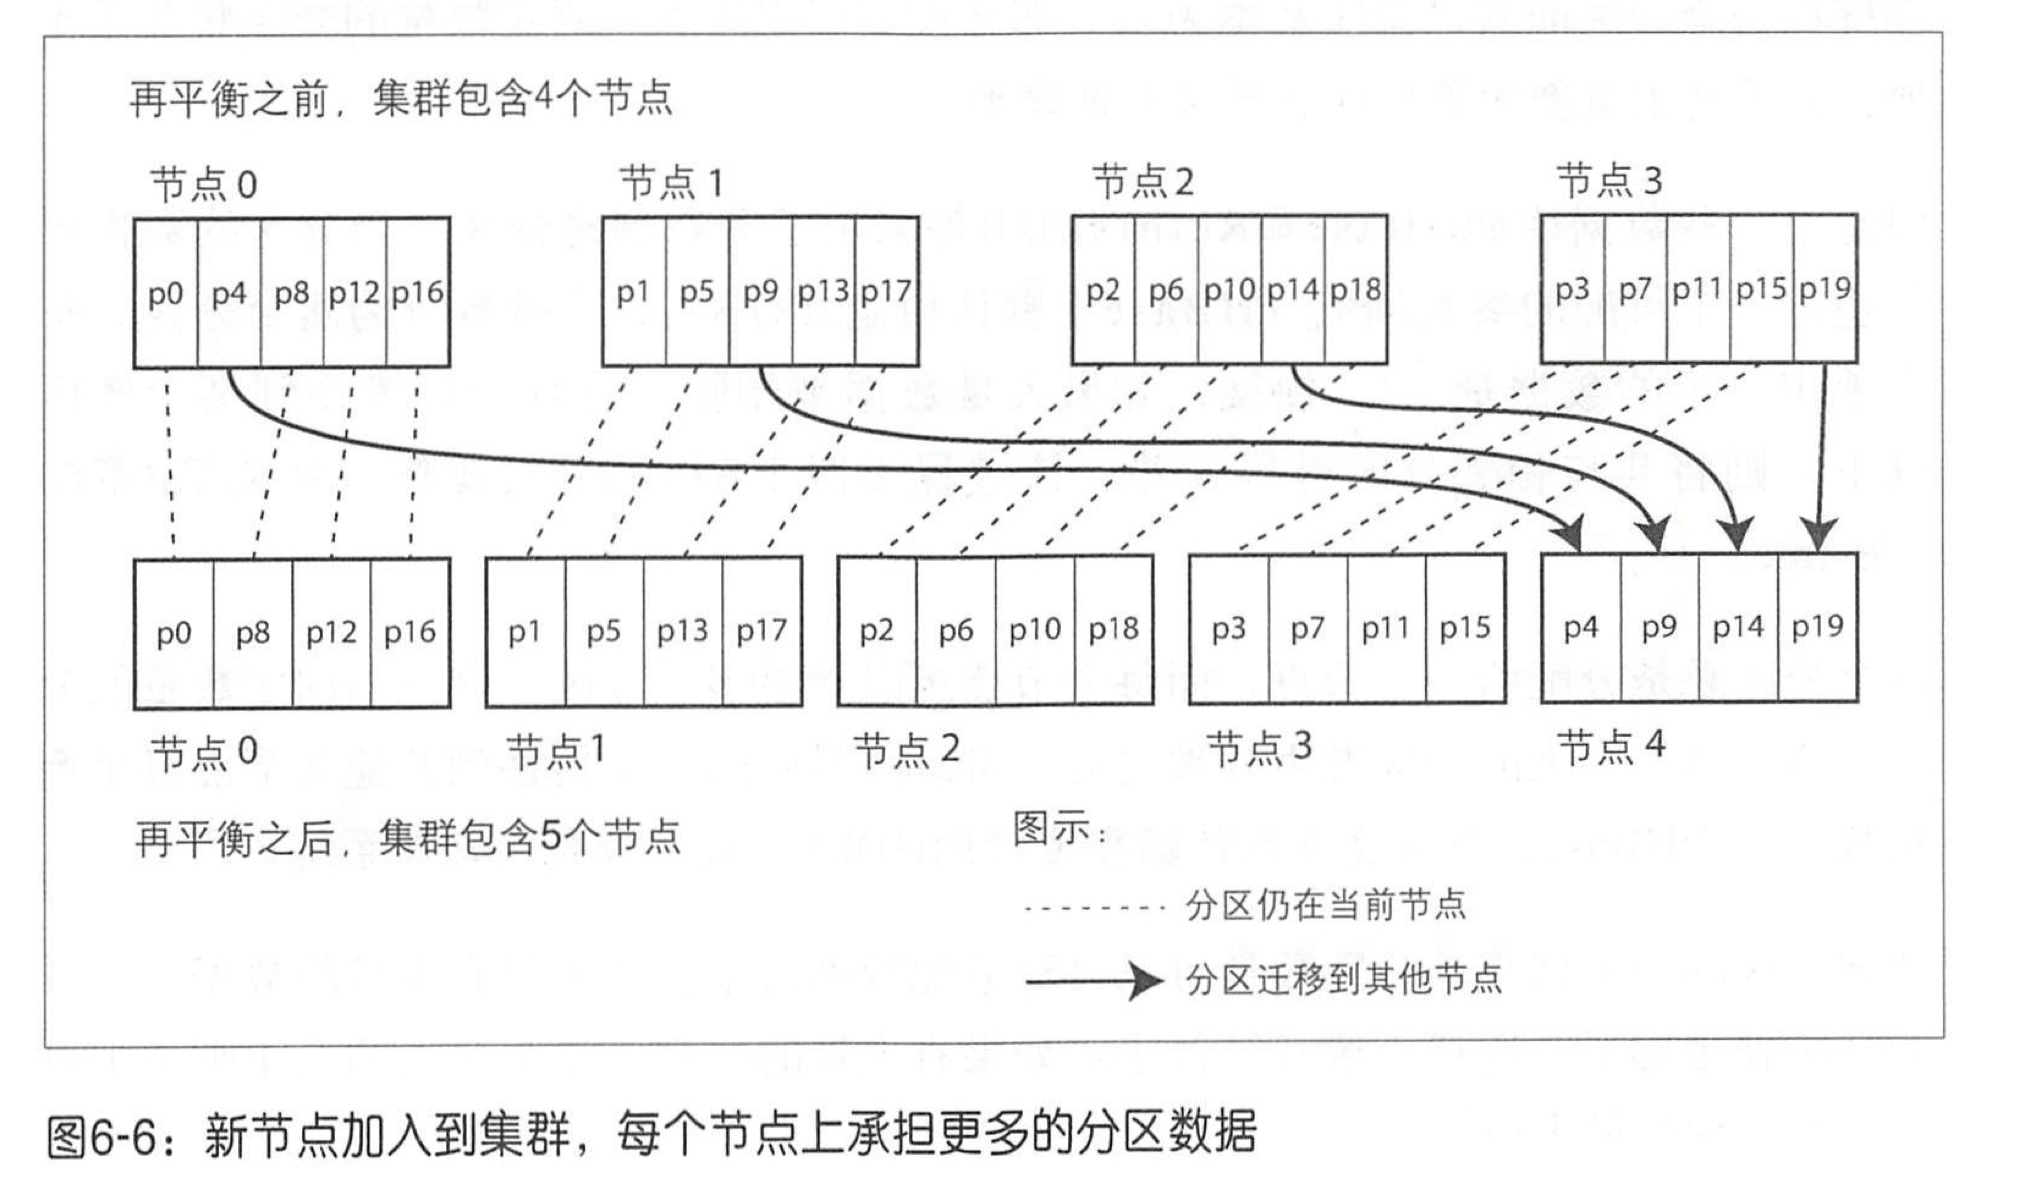 再平衡之前，集群包含4个节点
节点0 节点1 节点2 节点3
p0 p4 p8 p12 p16 p1 p5 p9 p13 p17 p2 p6 p10 p14 p18 p3 p7 p11 p15 p19
p0 p8 p12 p16 p1 p5 p13 p17 p2 p6 p10 p18 p3 p7 p11 p15 p4 p9 p14 p19
节点0 节点1 节点2 节点3 节点4
再平衡之后，集群包含5个节点
图示：
分区仍在当前节点
分区迁移到其他节点
图6-6：新节点加入到集群，每个节点上承担更多的分区数据